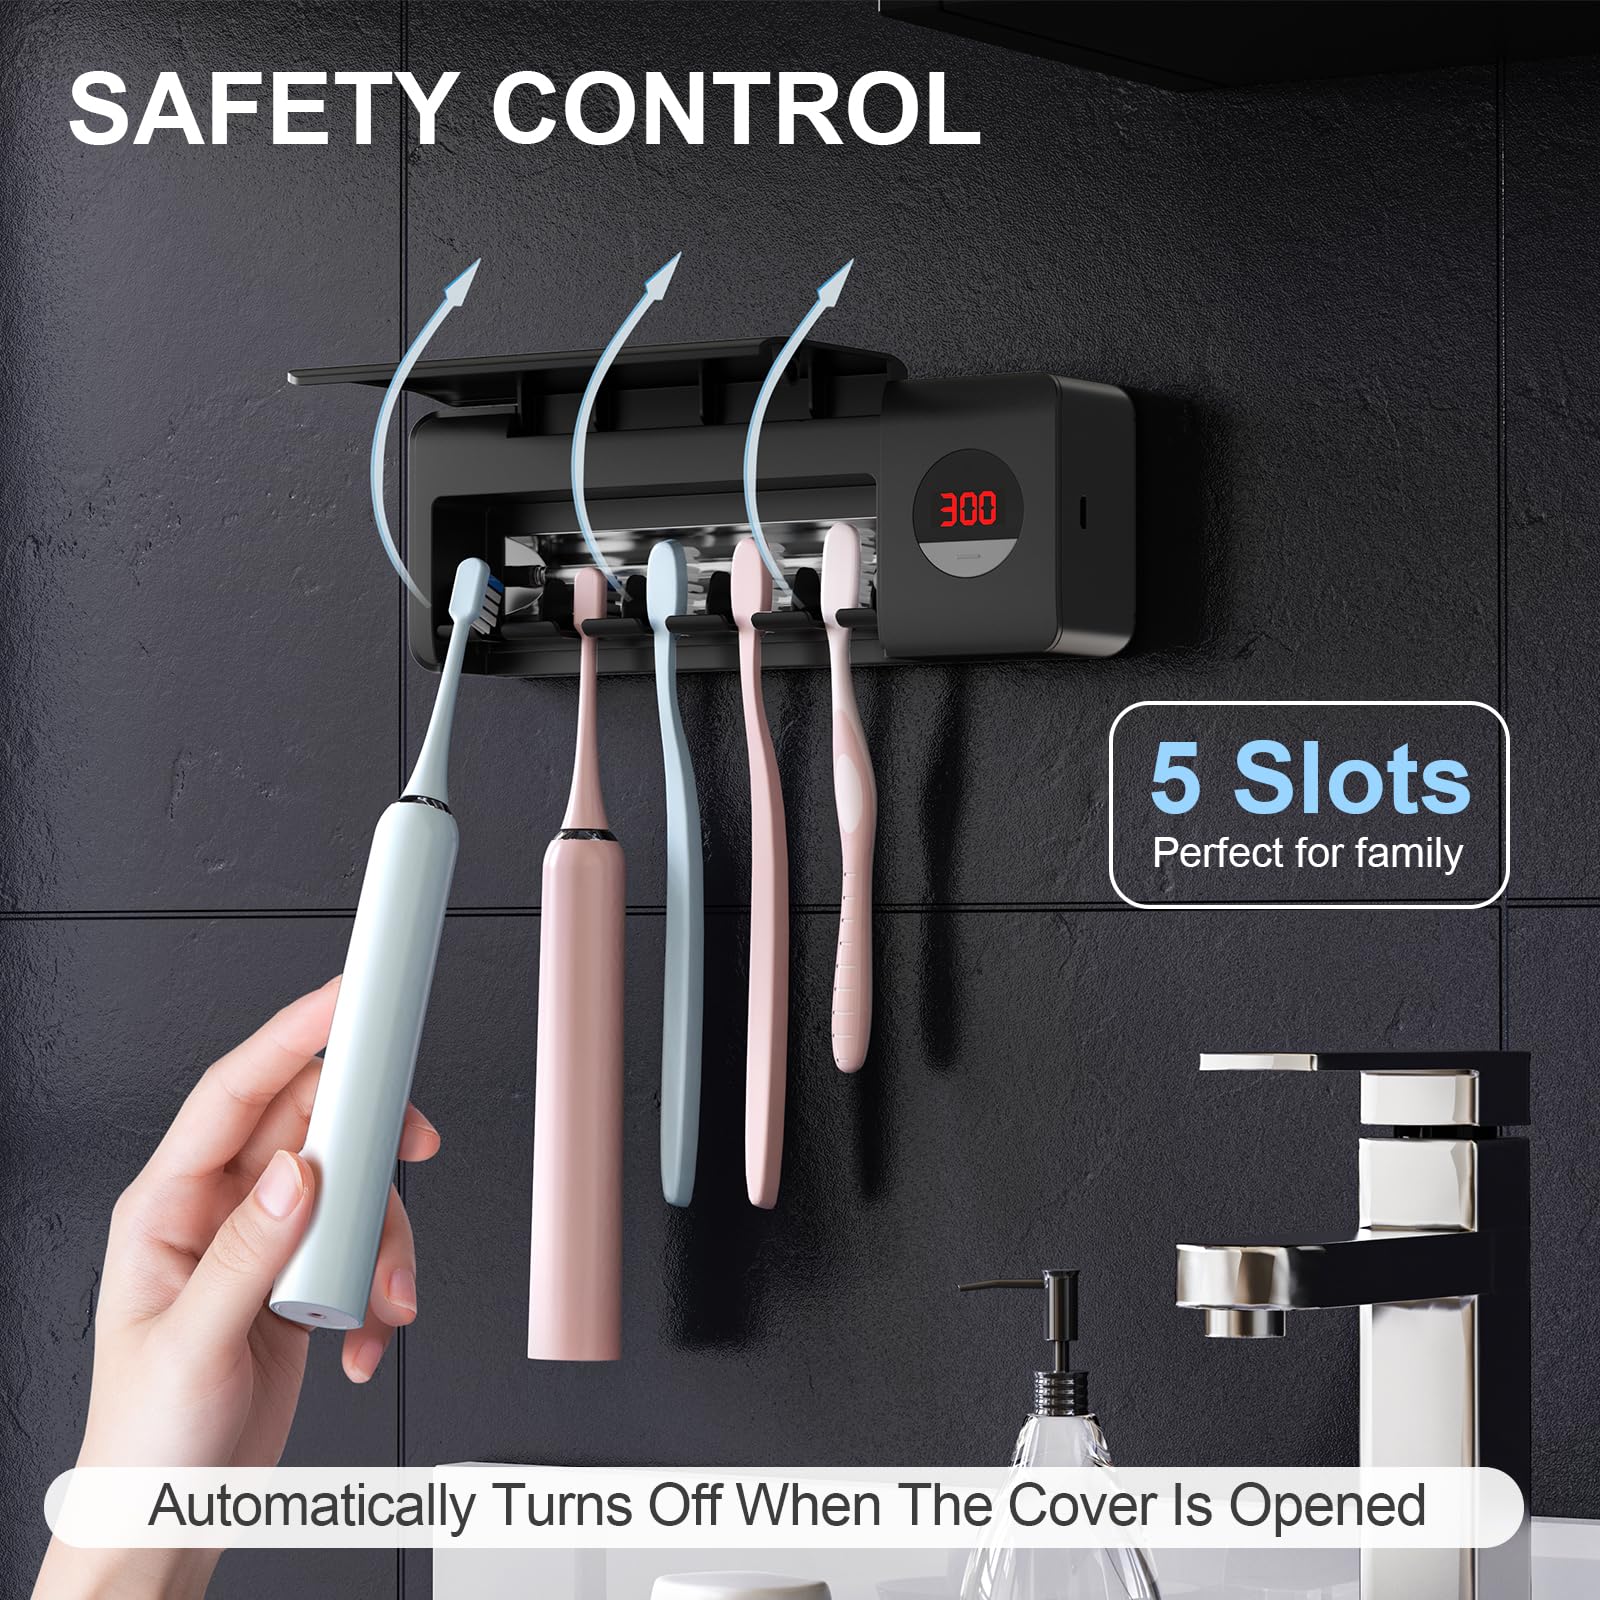 SAFETY CONTROL
300
5 Slots
Perfect for family
Automatically Turns Off When The Cover Is Opened